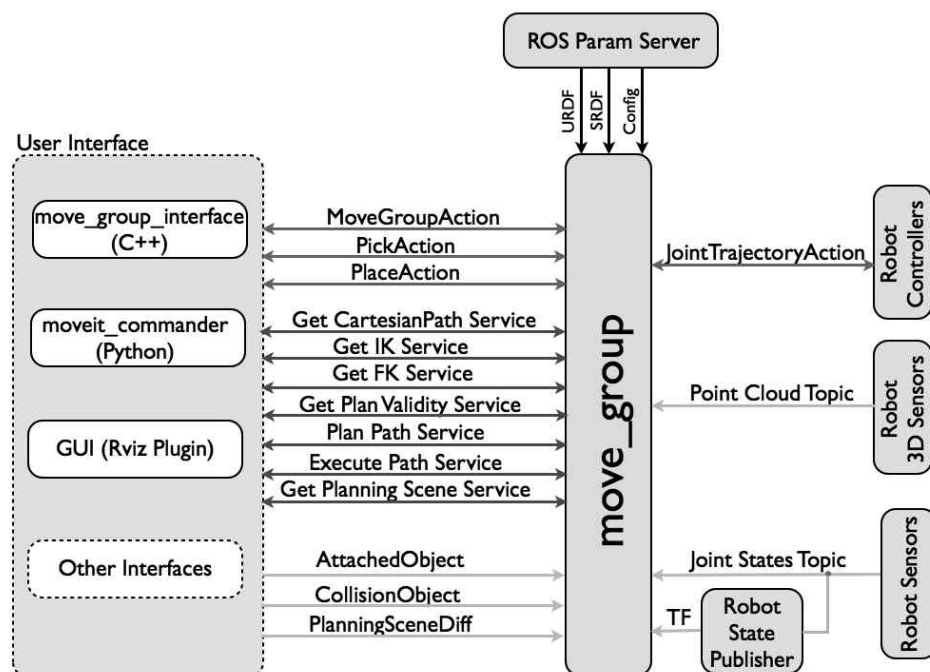 ROS Param Server
URDF
SRDF
Config
User Interface
move_group_interface
(C++)
moveit_commander
(Python)
GUI (Rviz Plugin)
Other Interfaces
MoveGroupAction
PickAction
PlaceAction
Get CartesianPath Service
Get IK Service
Get FK Service
Get Plan Validity Service
Plan Path Service
Execute Path Service
Get Planning Scene Service
AttachedObject
CollisionObject
PlanningSceneDiff
move_group
JointTrajectoryAction
Robot
Controllers
Point Cloud Topic
Robot
3D Sensors
Joint States Topic
TF
Robot
State
Publisher
Robot Sensors